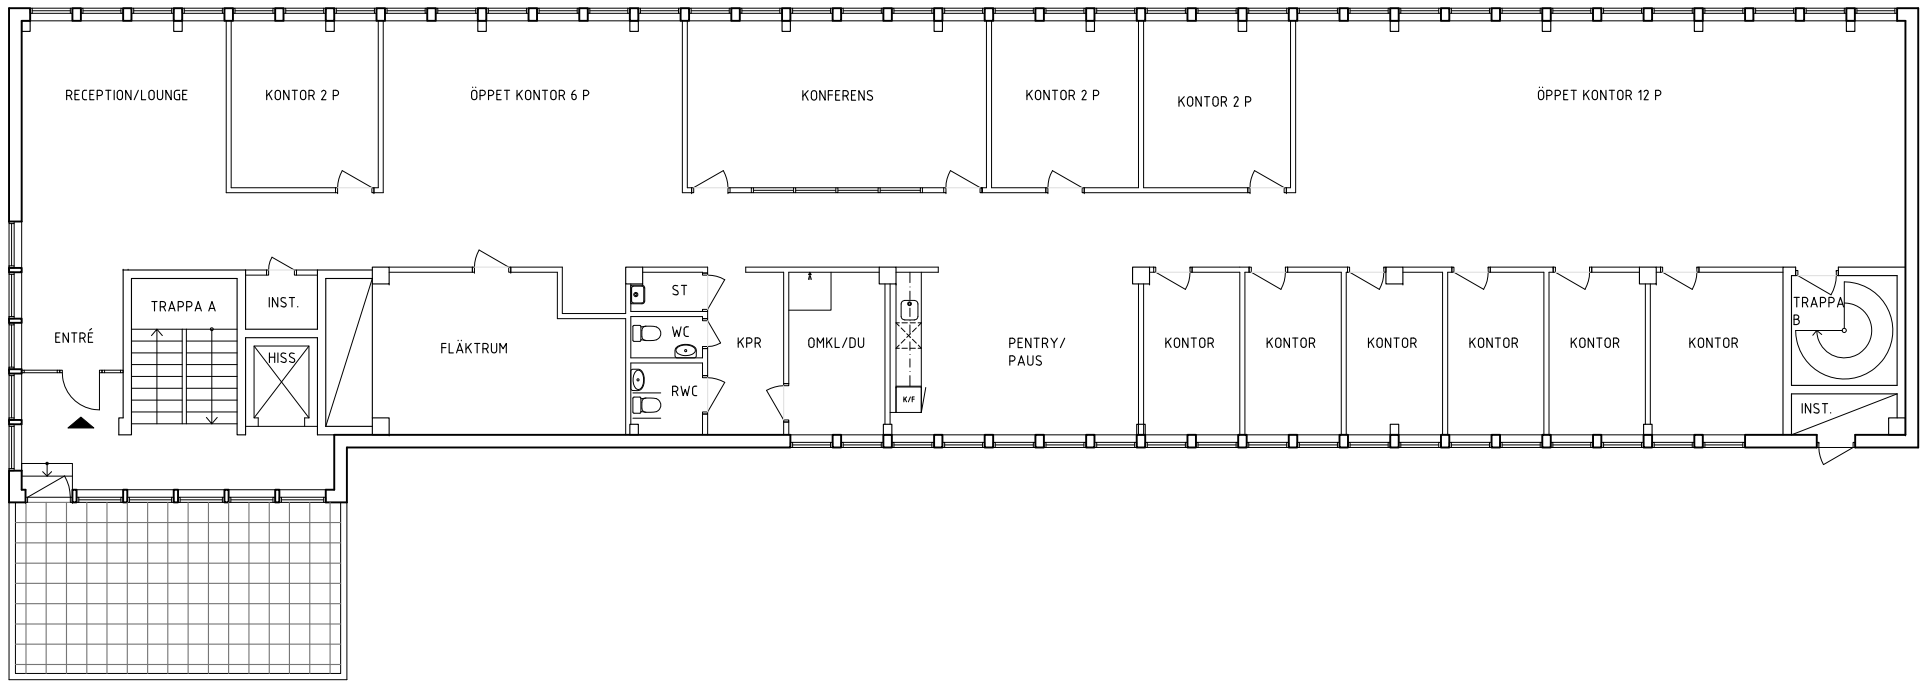 RECEPTION/LOUNGE
KONTOR 2 P
ÖPPET KONTOR 6 P
KONFERENS
KONTOR 2 P
KONTOR 2 P
ÖPPET KONTOR 12 P
TRAPPA A
INST.
ENTRÉ
HISS
FLÄKTRUM
ST
WC
RWC
KPR
OMKL/DU
K/F
PENTRY/
PAUS
KONTOR
KONTOR
KONTOR
KONTOR
KONTOR
KONTOR
TRAPPA
B
INST.